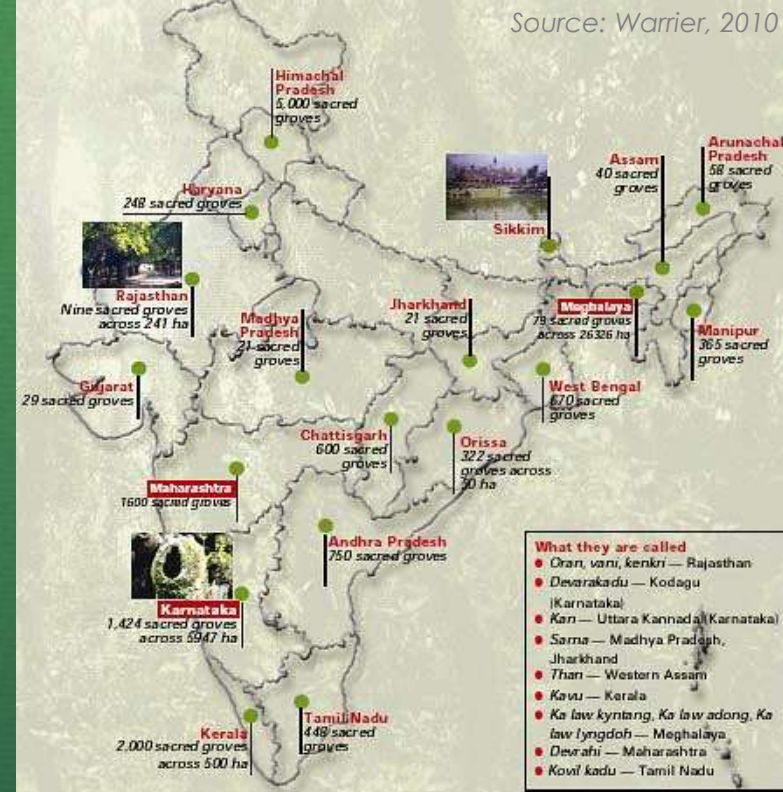 Source: Warrier, 2010
Himachal
Pradesh
5,000 sacred
groves
Arunachal
Pradesh
58 sacred
groves
Assam
40 sacred
groves
Haryana
248 sacred groves
Sikkim
Rajasthan
Nine sacred groves
across 241 ha
Madhya
Pradesh
21 sacred
groves
Jharkhand
21 sacred
groves
Meghalaya
79 sacred groves
across 26326 ha
Manipur
365 sacred
groves
Gujarat
29 sacred groves
West Bengal
670 sacred
groves
Chattisgarh
600 sacred
groves
Orissa
322 sacred
groves across
50 ha
Maharashtra
1600 sacred groves
Andhra Pradesh
750 sacred groves
Karnataka
1,424 sacred groves
across 5947 ha
Kerala
2,000 sacred groves
across 500 ha
Tamil Nadu
448 sacred
groves
What they are called
Oran, vani, kenkri — Rajasthan
Devarakadu — Kodagu
(Karnataka)
Kan — Uttara Kannada (Karnataka)
Sarna — Madhya Pradesh,
Jharkhand
Than — Western Assam
Kavu — Kerala
Ka law kyntang, Ka law adong, Ka
law lyngdoh — Meghalaya
Devrahi — Maharashtra
Kovil kadu — Tamil Nadu